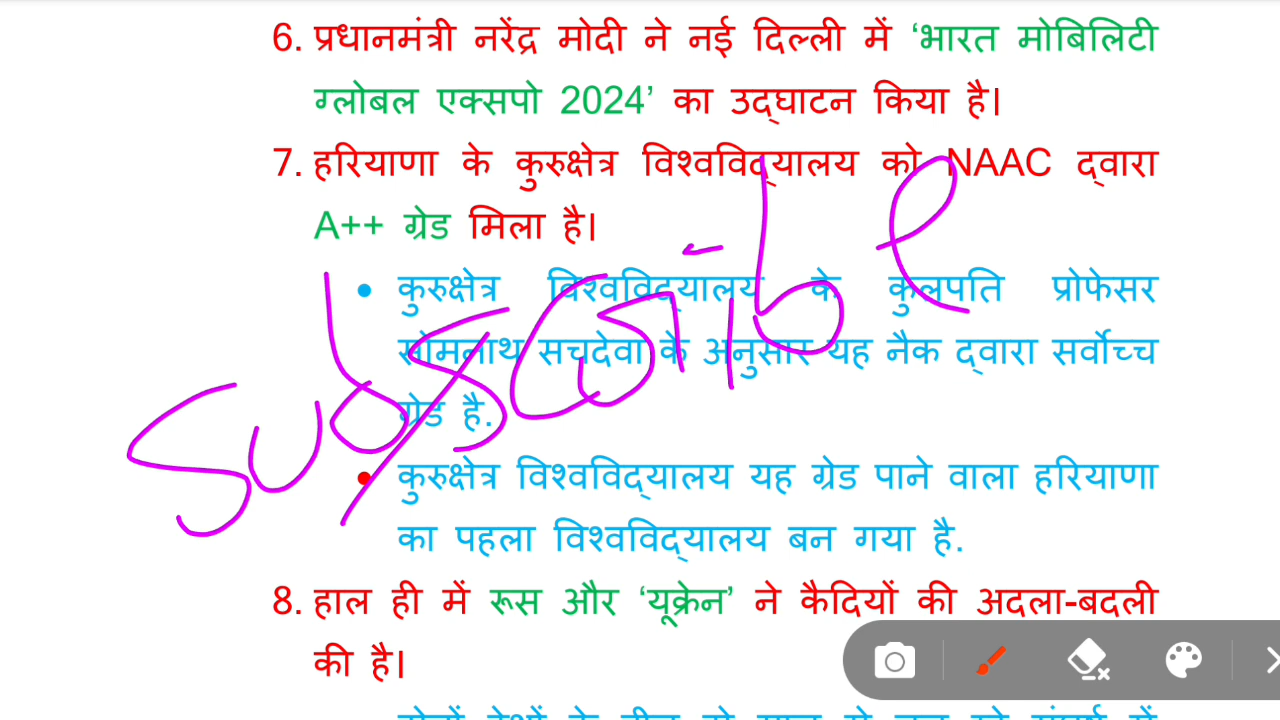 6. प्रधानमंत्री नरेंद्र मोदी ने नई दिल्ली में ‘भारत मोबिलिटी
ग्लोबल एक्सपो 2024’ का उद्घाटन किया है।
7. हरियाणा के कुरुक्षेत्र विश्वविद्यालय को NAAC द्वारा
A++ ग्रेड मिला है।
• कुरुक्षेत्र विश्वविद्यालय के कुलपति प्रोफेसर
सोमनाथ सचदेवा के अनुसार यह नैक द्वारा सर्वोच्च
ग्रेड है.
• कुरुक्षेत्र विश्वविद्यालय यह ग्रेड पाने वाला हरियाणा
का पहला विश्वविद्यालय बन गया है.
8. हाल ही में रूस और ‘यूक्रेन’ ने कैदियों की अदला-बदली
की है।
subscribe